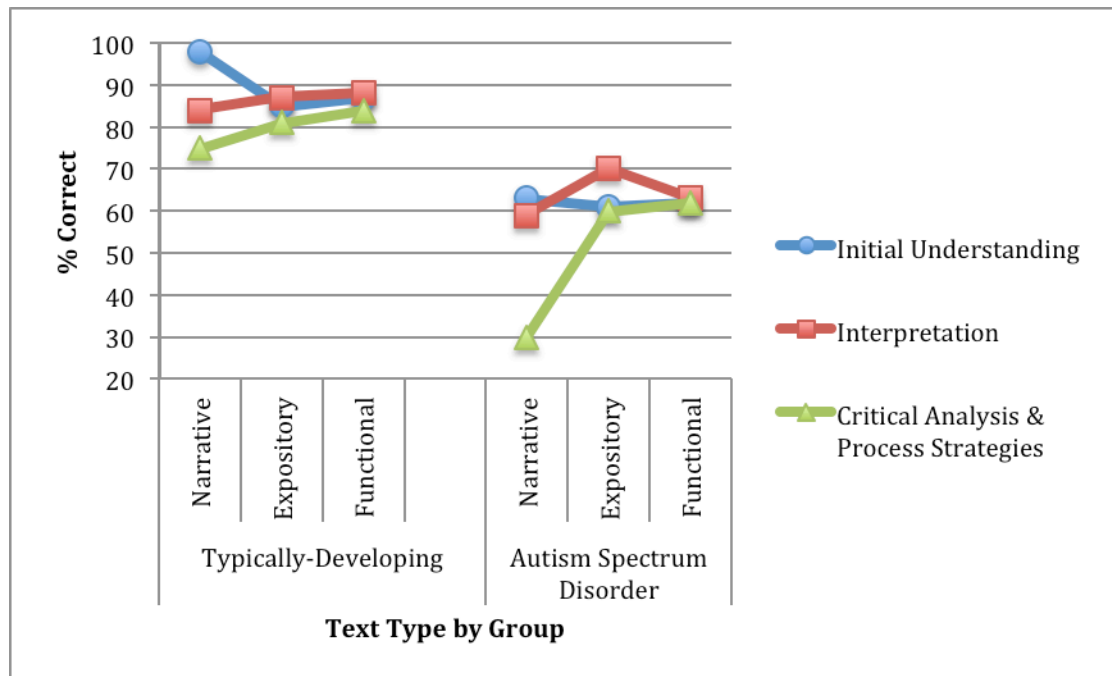 100
90
80
70
60
50
40
30
20
% Correct
Narrative
Expository
Functional
Narrative
Expository
Functional
Typically-Developing
Autism Spectrum
Disorder
Text Type by Group
Initial Understanding
Interpretation
Critical Analysis &
Process Strategies